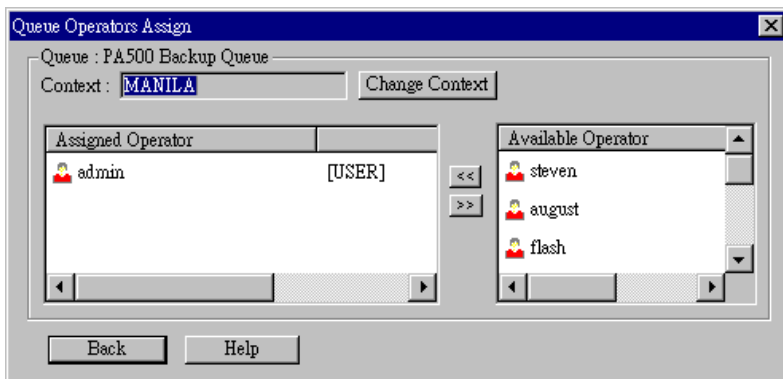 Queue Operators Assign
Queue : PA500 Backup Queue
Context : MANILA Change Context
Assigned Operator
admin [USER]
<<
>>
Available Operator
steven
august
flash
Back Help